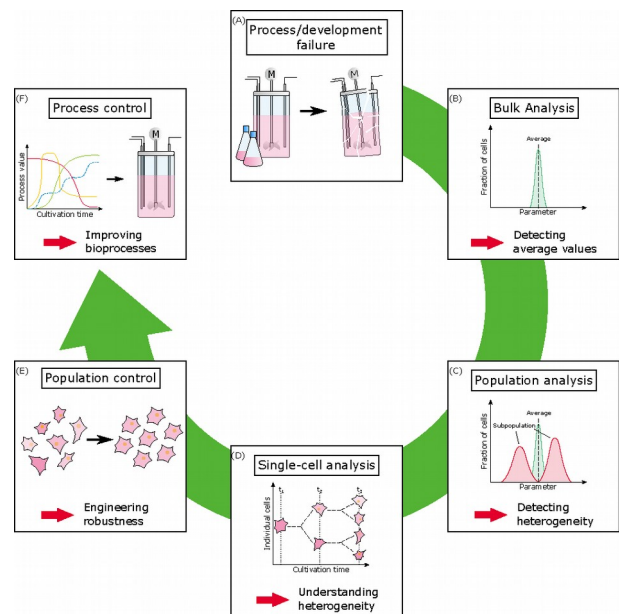 (A)
Process/development
failure
M
M
(B)
Bulk Analysis
Average
Fraction of cells
Parameter
Detecting
average values
(C)
Population analysis
Average
Subpopulation
Fraction of cells
Parameter
Detecting
heterogeneity
(D)
Single-cell analysis
t₁
t₂
t₃
Individual cells
Cultivation time
Understanding
heterogeneity
(E)
Population control
Engineering
robustness
(F)
Process control
M
Process value
Cultivation time
Improving
bioprocesses